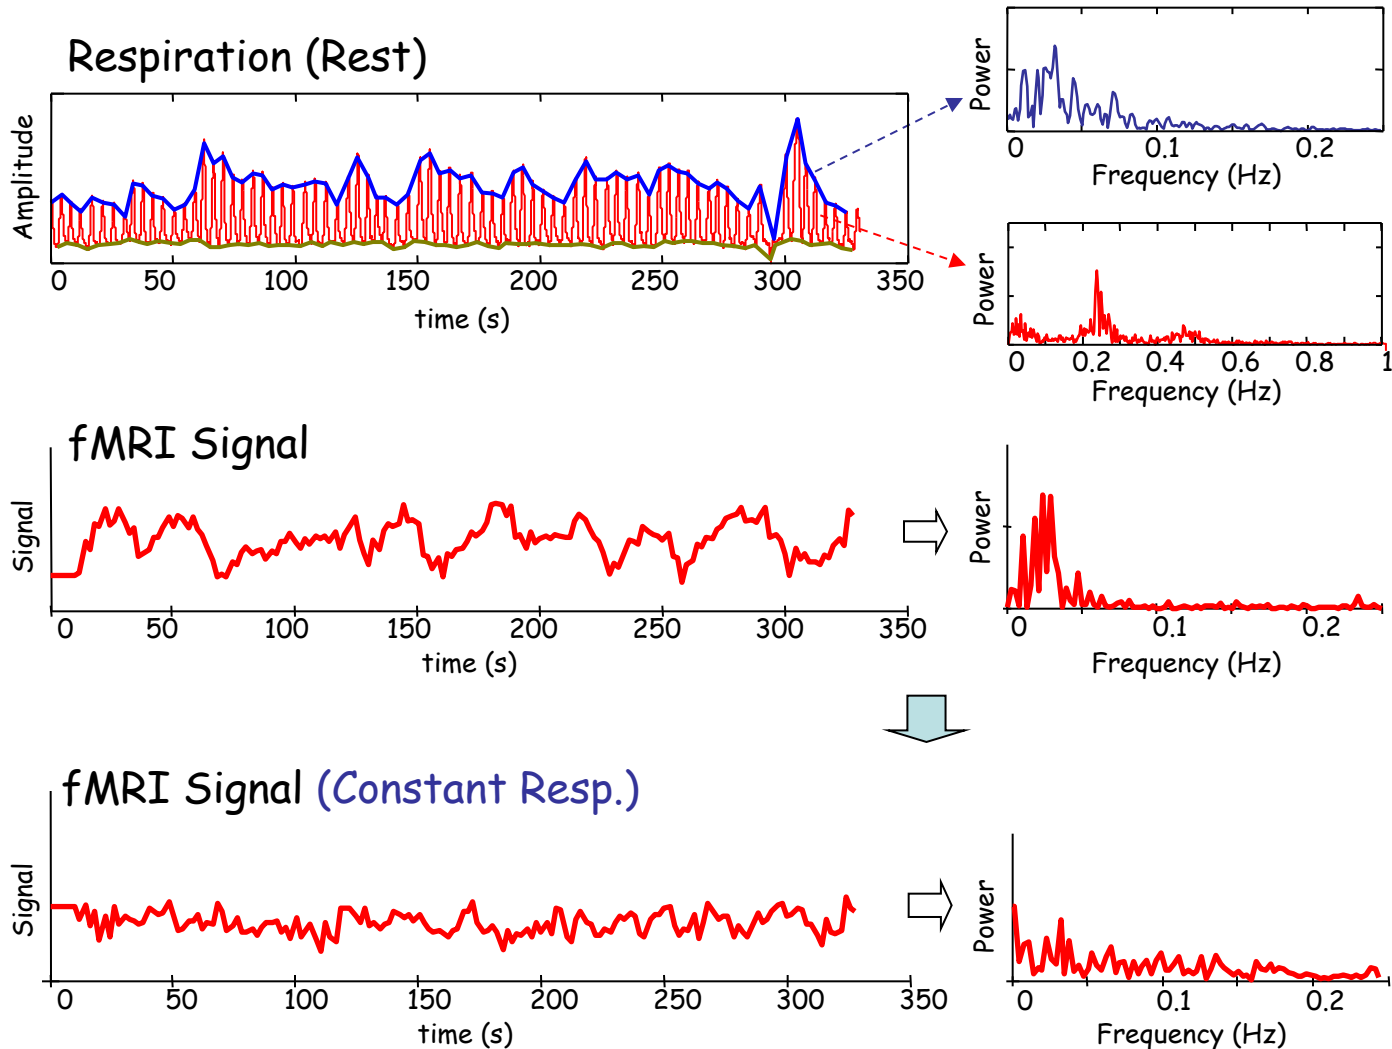 Respiration (Rest)
Amplitude
0 50 100 150 200 250 300 350
time (s)
Power
0 0.1 0.2
Frequency (Hz)
Power
0 0.2 0.4 0.6 0.8 1
Frequency (Hz)
fMRI Signal
Signal
0 50 100 150 200 250 300 350
time (s)
Power
0 0.1 0.2
Frequency (Hz)
fMRI Signal (Constant Resp.)
Signal
0 50 100 150 200 250 300 350
time (s)
Power
0 0.1 0.2
Frequency (Hz)